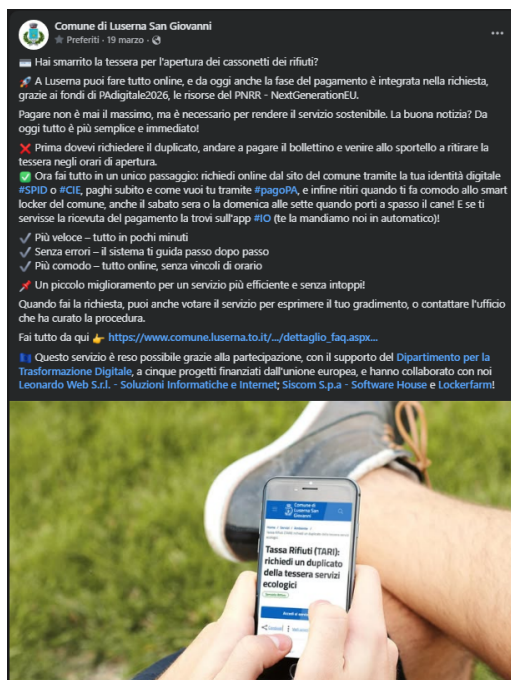 Comune di Luserna San Giovanni
Preferiti · 19 marzo ·
Hai smarrito la tessera per l'apertura dei cassonetti dei rifiuti?
🚀 A Luserna puoi fare tutto online, e da oggi anche la fase del pagamento è integrata nella richiesta,
grazie ai fondi di PAdigitale2026, le risorse del PNRR - NextGenerationEU.
Pagare non è mai il massimo, ma è necessario per rendere il servizio sostenibile. La buona notizia? Da
oggi tutto è più semplice e immediato!
❌ Prima dovevi richiedere il duplicato, andare a pagare il bollettino e venire allo sportello a ritirare la
tessera negli orari di apertura.
✅ Ora fai tutto in un unico passaggio: richiedi online dal sito del comune tramite la tua identità digitale
#SPID o #CIE, paghi subito e come vuoi tu tramite #pagoPA, e infine ritiri quando ti fa comodo allo smart
locker del comune, anche il sabato sera o la domenica alle sette quando porti a spasso il cane! E se ti
servisse la ricevuta del pagamento la trovi sull'app #IO (te la mandiamo noi in automatico)!
✔ Più veloce – tutto in pochi minuti
✔ Senza errori – il sistema ti guida passo dopo passo
✔ Più comodo – tutto online, senza vincoli di orario
📌 Un piccolo miglioramento per un servizio più efficiente e senza intoppi!
Quando fai la richiesta, puoi anche votare il servizio per esprimere il tuo gradimento, o contattare l'ufficio
che ha curato la procedura.
Fai tutto da qui 👉 https://www.comune.luserna.to.it/.../dettaglio_faq.aspx...
🇪🇺 Questo servizio è reso possibile grazie alla partecipazione, con il supporto del Dipartimento per la
Trasformazione Digitale, a cinque progetti finanziati dall'unione europea, e hanno collaborato con noi
Leonardo Web S.r.l. - Soluzioni Informatiche e Internet; Siscom S.p.a - Software House e Lockerfarm!
Comune di
Luserna San
Giovanni
Tassa Rifiuti (TARI):
richiedi un duplicato
della tessera servizi
ecologici